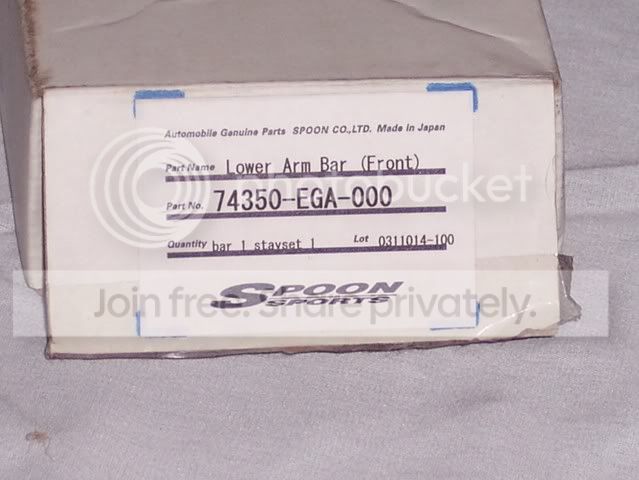 Automobile Genuine Parts SPOON CO.,LTD. Made in Japan
Part Name Lower Arm Bar (Front)
photobucket
Part No. 74350-EGA-000
Quantity bar 1 stayset 1 Lot 0311014-100
SPOON
SPORTS
Join free. Share privately.